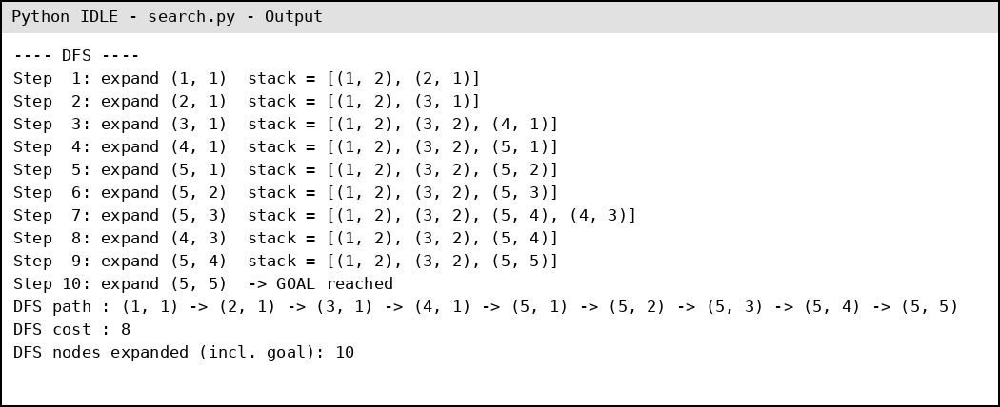 Python IDLE - search.py - Output
---- DFS ----
Step  1: expand (1, 1)  stack = [(1, 2), (2, 1)]
Step  2: expand (2, 1)  stack = [(1, 2), (3, 1)]
Step  3: expand (3, 1)  stack = [(1, 2), (3, 2), (4, 1)]
Step  4: expand (4, 1)  stack = [(1, 2), (3, 2), (5, 1)]
Step  5: expand (5, 1)  stack = [(1, 2), (3, 2), (5, 2)]
Step  6: expand (5, 2)  stack = [(1, 2), (3, 2), (5, 3)]
Step  7: expand (5, 3)  stack = [(1, 2), (3, 2), (5, 4), (4, 3)]
Step  8: expand (4, 3)  stack = [(1, 2), (3, 2), (5, 4)]
Step  9: expand (5, 4)  stack = [(1, 2), (3, 2), (5, 5)]
Step 10: expand (5, 5)  -> GOAL reached
DFS path : (1, 1) -> (2, 1) -> (3, 1) -> (4, 1) -> (5, 1) -> (5, 2) -> (5, 3) -> (5, 4) -> (5, 5)
DFS cost : 8
DFS nodes expanded (incl. goal): 10